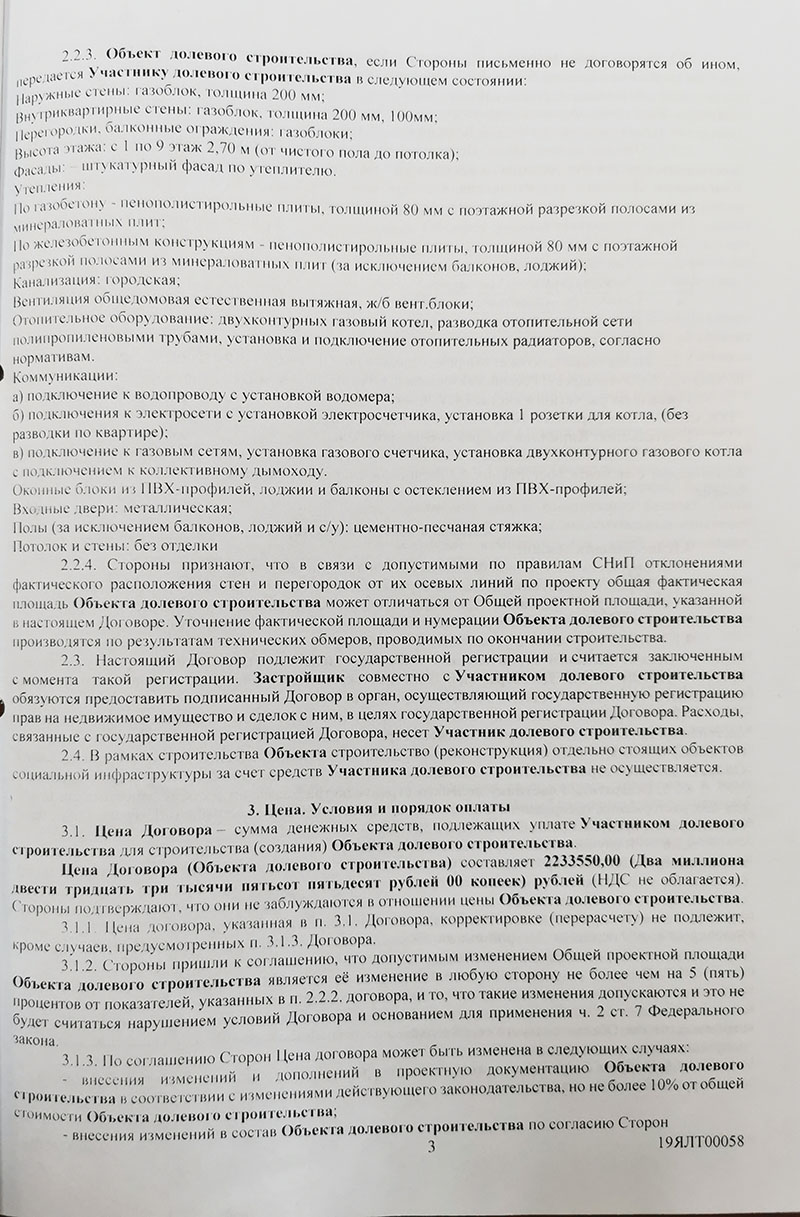 2.2.3. Объект долевого строительства, если Стороны письменно не договорятся об ином,
передается Участнику долевого строительства в следующем состоянии:
Наружные стены: газоблок, толщина 200 мм;
Внутриквартирные стены: газоблок, толщина 200 мм, 100мм;
Перегородки, балконные ограждения: газоблоки;
Высота этажа: с 1 по 9 этаж 2,70 м (от чистого пола до потолка);
Фасады: – штукатурный фасад по утеплителю.
Утепления:
По газобетону - пенополистирольные плиты, толщиной 80 мм с поэтажной разрезкой полосами из
минераловатных плит;
По железобетонным конструкциям - пенополистирольные плиты, толщиной 80 мм с поэтажной
разрезкой полосами из минераловатных плит (за исключением балконов, лоджий);
Канализация: городская;
Вентиляция общедомовая естественная вытяжная, ж/б вент.блоки;
Отопительное оборудование: двухконтурных газовый котел, разводка отопительной сети
полипропиленовыми трубами, установка и подключение отопительных радиаторов, согласно
нормативам.
Коммуникации:
а) подключение к водопроводу с установкой водомера;
б) подключения к электросети с установкой электросчетчика, установка 1 розетки для котла, (без
разводки по квартире);
в) подключение к газовым сетям, установка газового счетчика, установка двухконтурного газового котла
с подключением к коллективному дымоходу.
Оконные блоки из ПВХ-профилей, лоджии и балконы с остеклением из ПВХ-профилей;
Входные двери: металлическая;
Полы (за исключением балконов, лоджий и с/у): цементно-песчаная стяжка;
Потолок и стены: без отделки
2.2.4. Стороны признают, что в связи с допустимыми по правилам СНиП отклонениями
фактического расположения стен и перегородок от их осевых линий по проекту общая фактическая
площадь Объекта долевого строительства может отличаться от Общей проектной площади, указанной
в настоящем Договоре. Уточнение фактической площади и нумерации Объекта долевого строительства
производятся по результатам технических обмеров, проводимых по окончании строительства.
2.3. Настоящий Договор подлежит государственной регистрации и считается заключенным
с момента такой регистрации. Застройщик совместно с Участником долевого строительства
обязуются предоставить подписанный Договор в орган, осуществляющий государственную регистрацию
прав на недвижимое имущество и сделок с ним, в целях государственной регистрации Договора. Расходы,
связанные с государственной регистрацией Договора, несет Участник долевого строительства.
2.4. В рамках строительства Объекта строительство (реконструкция) отдельно стоящих объектов
социальной инфраструктуры за счет средств Участника долевого строительства не осуществляется.
3. Цена. Условия и порядок оплаты
3.1. Цена Договора – сумма денежных средств, подлежащих уплате Участником долевого
строительства для строительства (создания) Объекта долевого строительства.
Цена Договора (Объекта долевого строительства) составляет 2233550,00 (Два миллиона
двести тридцать три тысячи пятьсот пятьдесят рублей 00 копеек) рублей (НДС не облагается).
Стороны подтверждают, что они не заблуждаются в отношении цены Объекта долевого строительства.
3.1.1. Цена договора, указанная в п. 3.1. Договора, корректировке (перерасчету) не подлежит,
кроме случаев, предусмотренных п. 3.1.3. Договора.
3.1.2. Стороны пришли к соглашению, что допустимым изменением Общей проектной площади
Объекта долевого строительства является её изменение в любую сторону не более чем на 5 (пять)
процентов от показателей, указанных в п. 2.2.2. договора, и то, что такие изменения допускаются и это не
будет считаться нарушением условий Договора и основанием для применения ч. 2 ст. 7 Федерального
закона.
3.1.3. По соглашению Сторон Цена договора может быть изменена в следующих случаях:
- внесения изменений и дополнений в проектную документацию Объекта долевого
строительства в соответствии с изменениями действующего законодательства, но не более 10% от общей
стоимости Объекта долевого строительства;
- внесения изменений в состав Объекта долевого строительства по согласию Сторон
3
19ЯЛТ00058